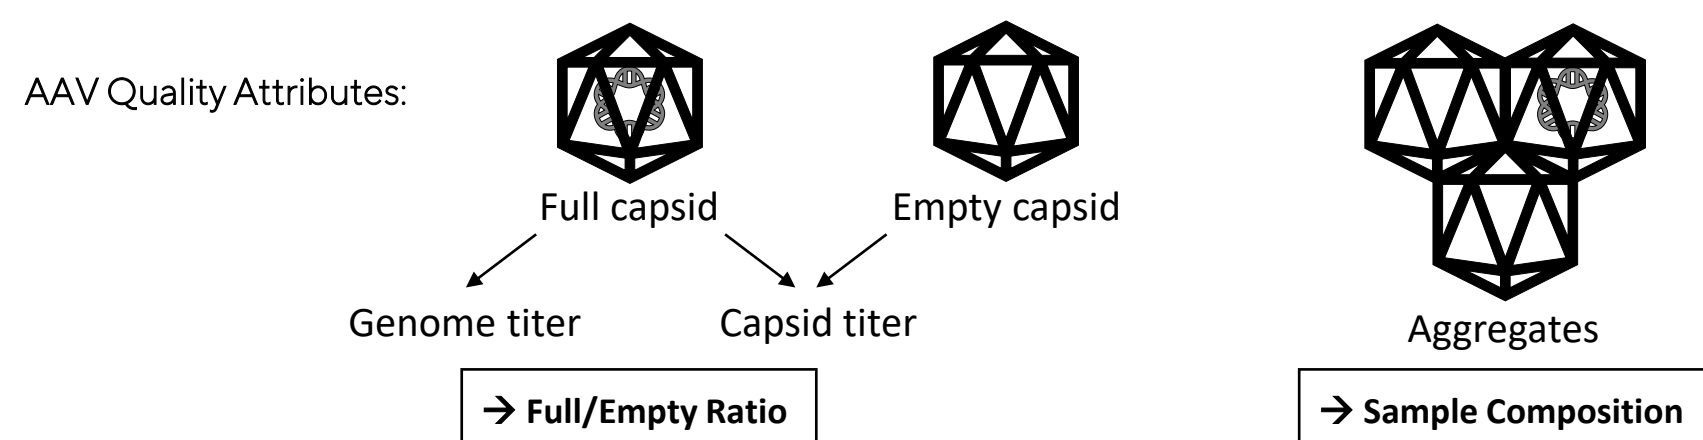 AAV Quality Attributes:
Full capsid
Empty capsid
Genome titer
Capsid titer
Aggregates
→ Full/Empty Ratio
→ Sample Composition